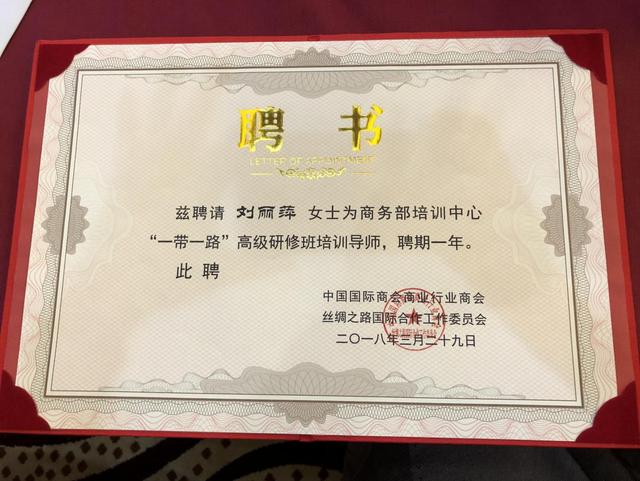 聘书
LETTER OF APPOINTMENT
兹聘请 刘丽萍 女士为商务部培训中心
“一带一路”高级研修班培训导师，聘期一年。
此聘
中国国际商会商业行业商会
丝绸之路国际合作工作委员会
二〇一八年三月二十九日